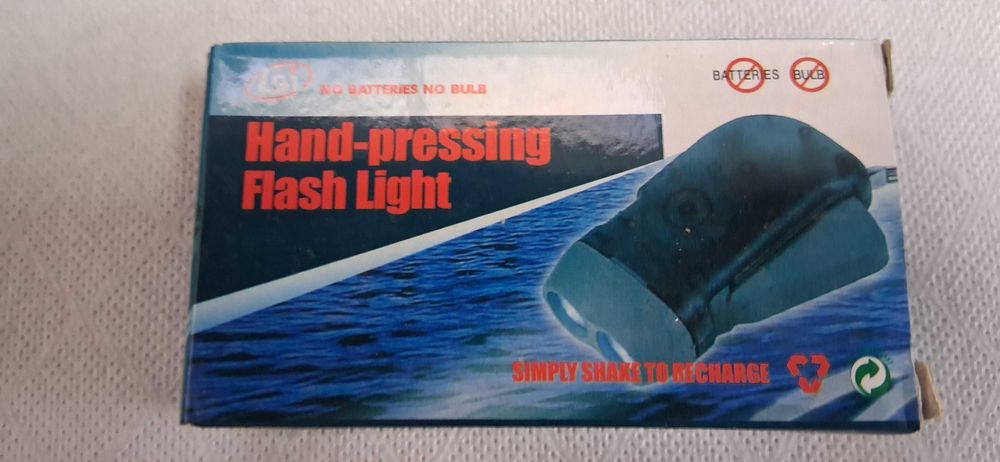 NO BATTERIES NO BULB
BATTERIES BULB
Hand-pressing
Flash Light
SIMPLY SHAKE TO RECHARGE